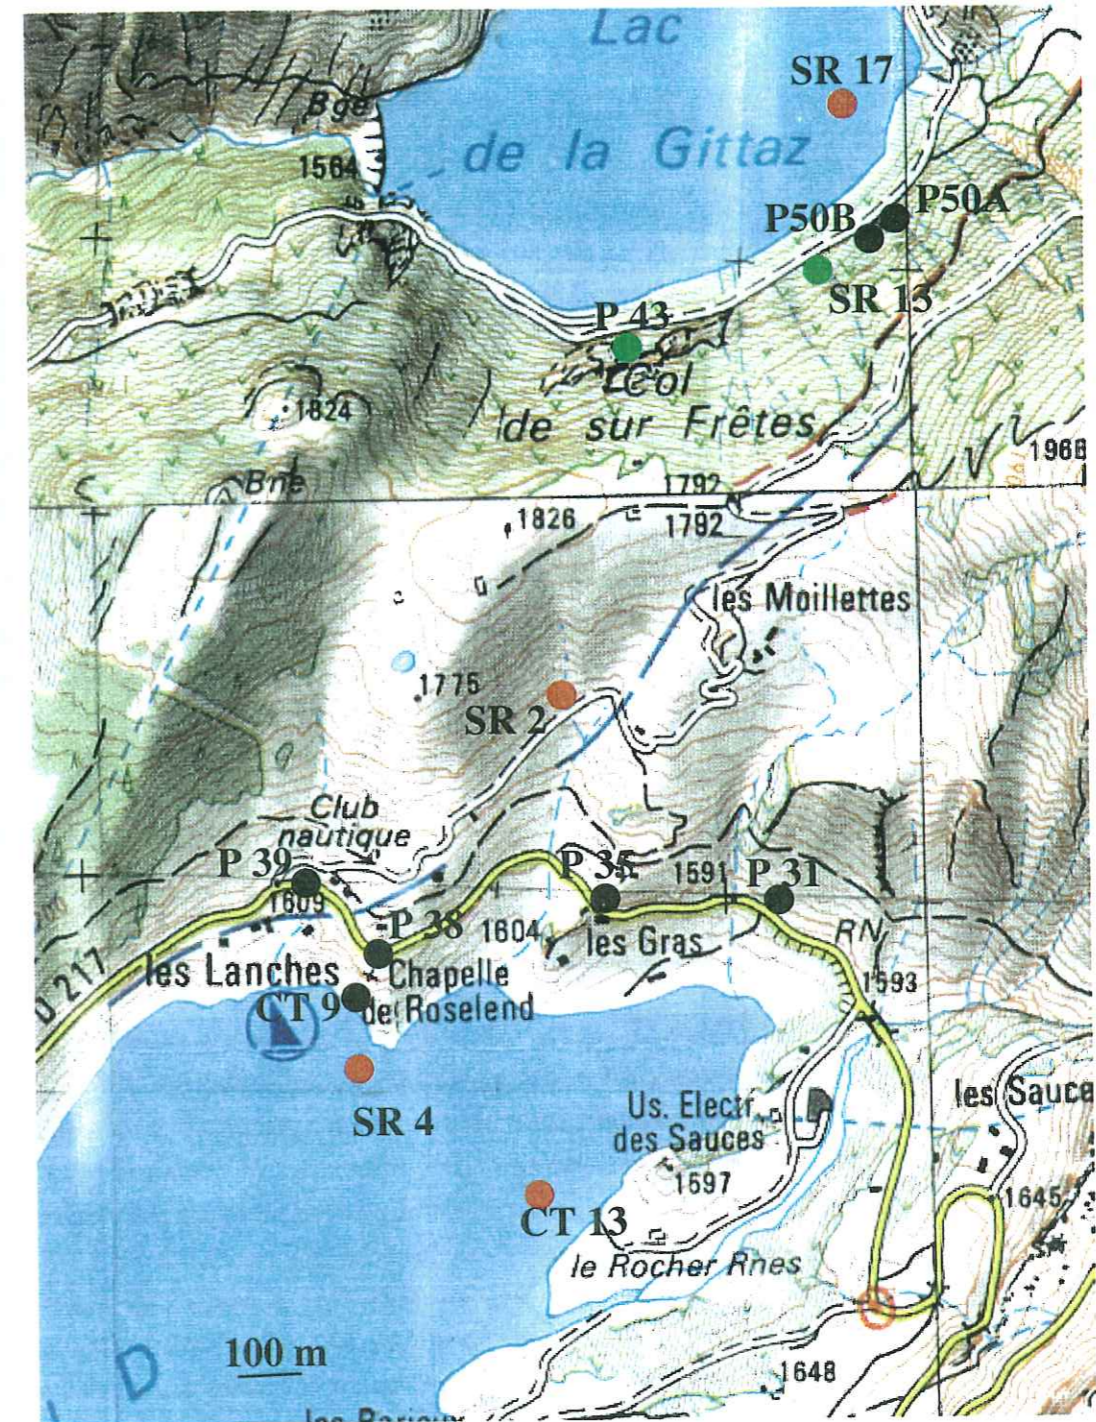 Lac
SR 17
Bge
de la Gittaz
1564
P50B
P50A
SR 13
P 43
Col
1824
de sur Frêtes
1968
Bne
1792
1826
1782
les Moillettes
1775
SR 2
Club
nautique
P 39
P 35
1591
P 31
1609
P 38
1604
les Gras
RN
D 217
les Lanches
Chapelle
1593
CT 9
de Roselend
les Sauce
Us. Electr.
SR 4
des Sauces
1597
1645
CT 13
le Rocher Rnes
100 m
1648
D